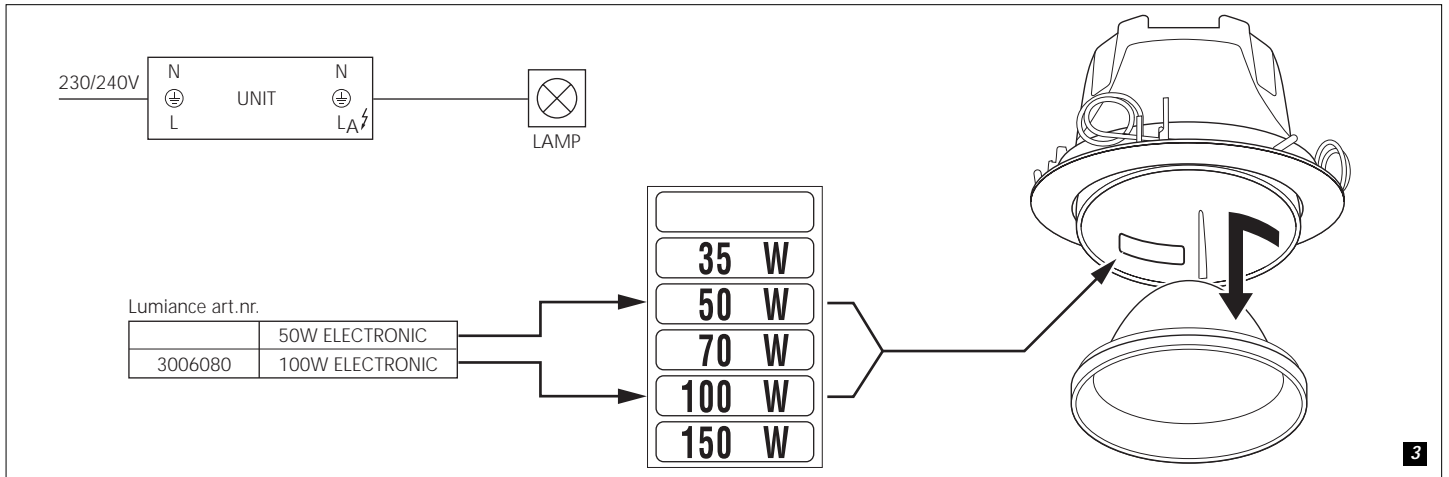 230/240V
N N
UNIT
L LA
LAMP
35 W
50 W
70 W
100 W
150 W
Lumiance art.nr.
50W ELECTRONIC
3006080 100W ELECTRONIC
3